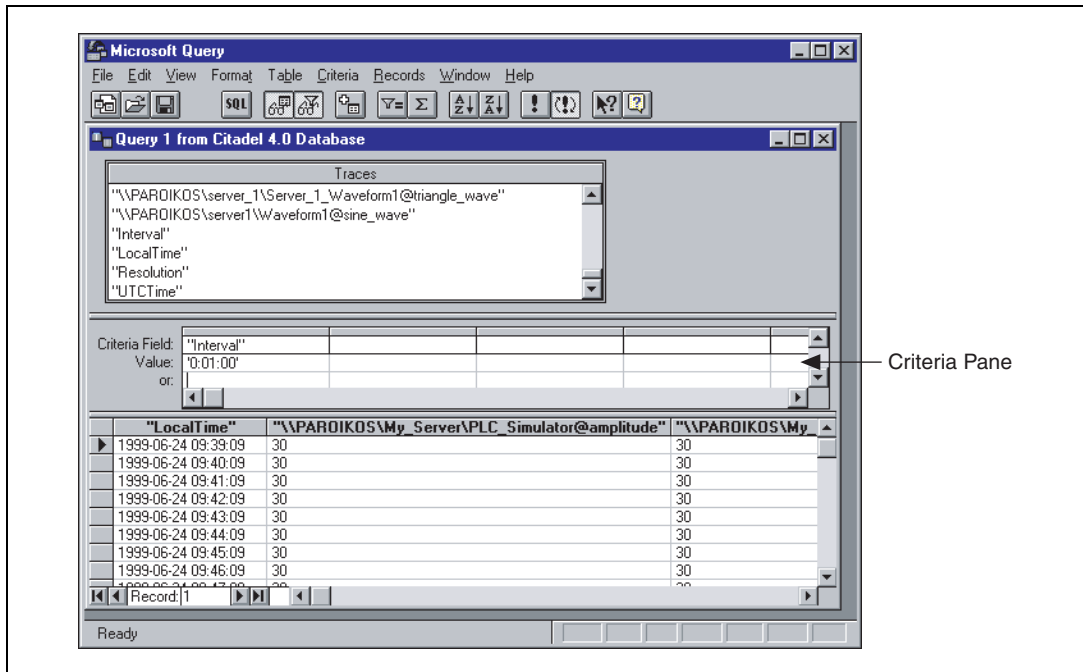 Microsoft Query
File Edit View Format Table Criteria Records Window Help
SQL
Query 1 from Citadel 4.0 Database
Traces
"\\PAROIKOS\server_1\Server_1_Waveform1@triangle_wave"
"\\PAROIKOS\server1\Waveform1@sine_wave"
"Interval"
"LocalTime"
"Resolution"
"UTCTime"
Criteria Field: "Interval"
Value: '0:01:00'
or:
Criteria Pane
"LocalTime" "\\PAROIKOS\My_Server\PLC_Simulator@amplitude" "\\PAROIKOS\My_
1999-06-24 09:39:09 30 30
1999-06-24 09:40:09 30 30
1999-06-24 09:41:09 30 30
1999-06-24 09:42:09 30 30
1999-06-24 09:43:09 30 30
1999-06-24 09:44:09 30 30
1999-06-24 09:45:09 30 30
1999-06-24 09:46:09 30 30
Record: 1
Ready